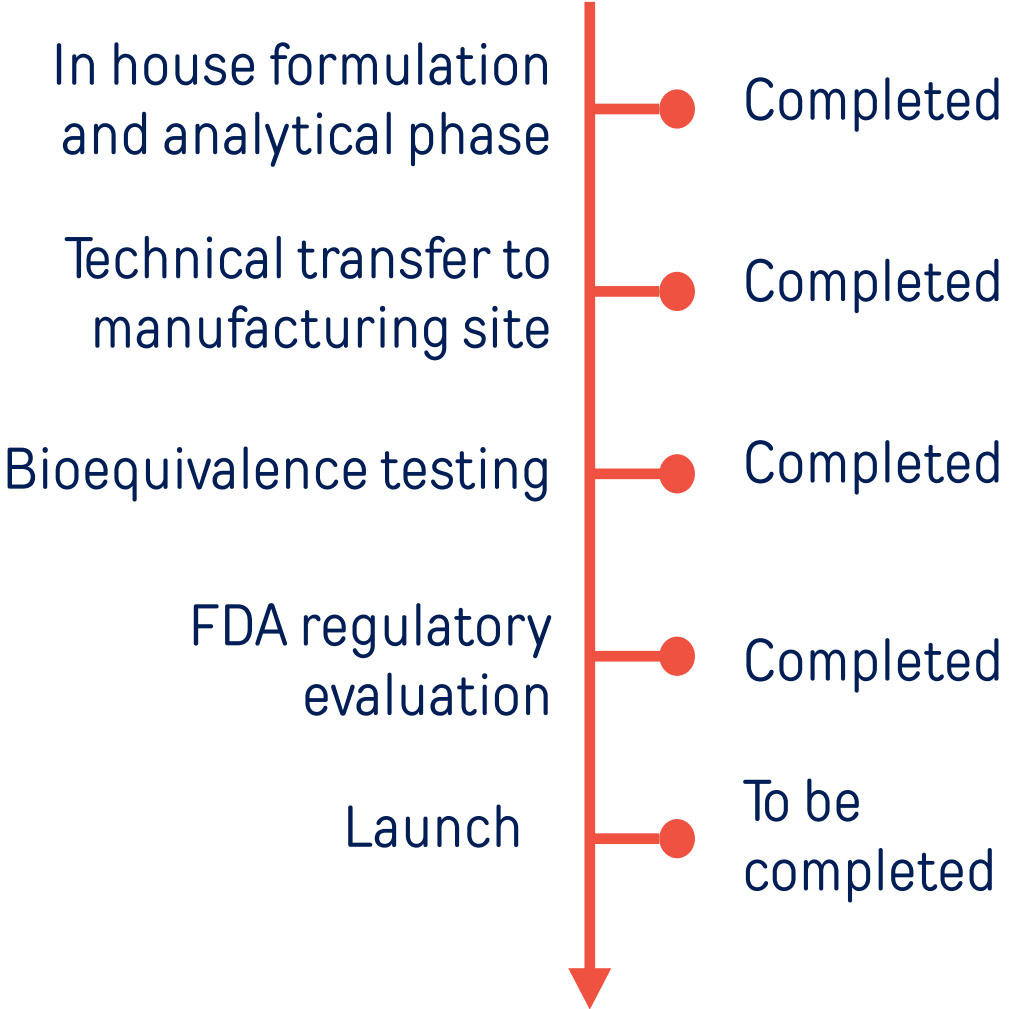 In house formulation
and analytical phase
Completed
Technical transfer to
manufacturing site
Completed
Bioequivalence testing
Completed
FDA regulatory
evaluation
Completed
Launch
To be
completed